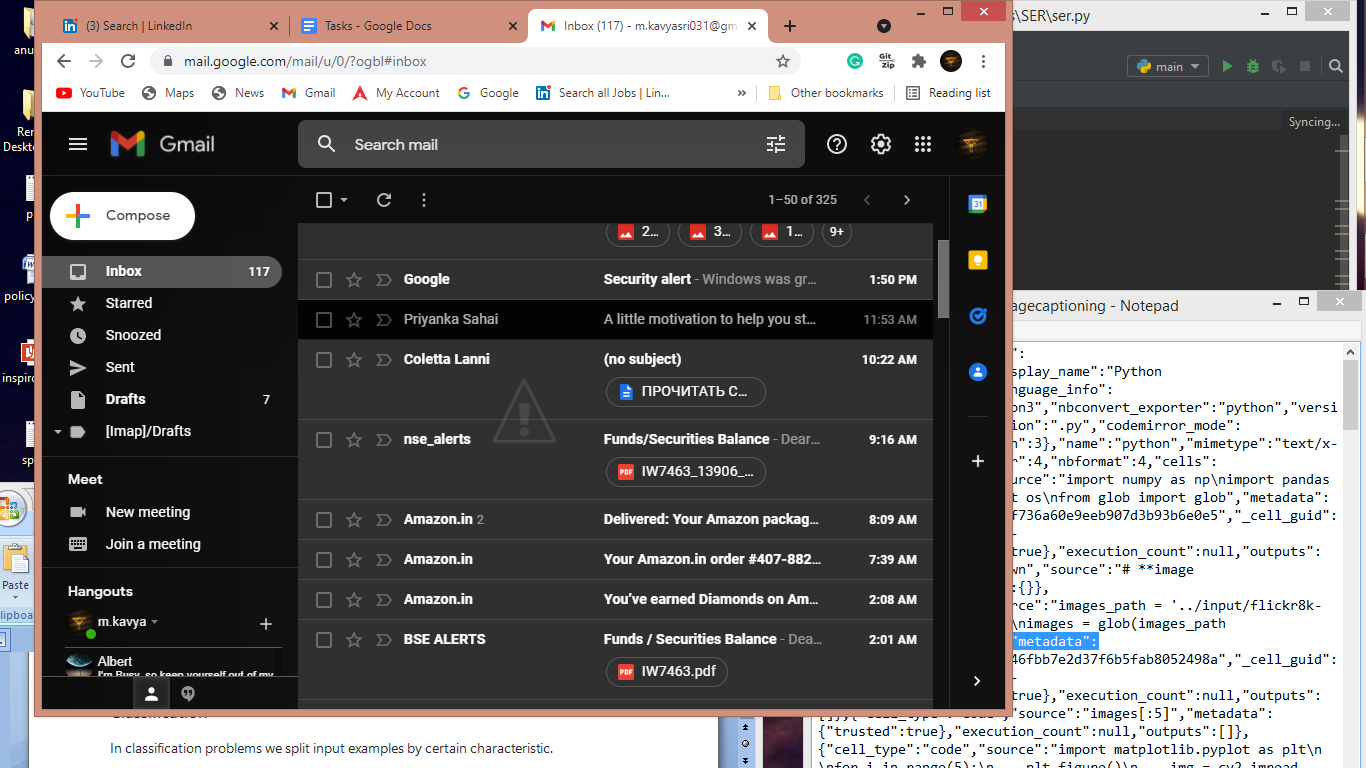 (3) Search | LinkedIn
Tasks - Google Docs
Inbox (117) - m.kavyasri031@gm
mail.google.com/mail/u/0/?ogbl#inbox
YouTube
Maps
News
Gmail
My Account
Google
Search all Jobs | Lin...
»
Other bookmarks
Reading list
Git
Zip
Gmail
Search mail
Compose
1–50 of 325
Inbox 117
Starred
Snoozed
Sent
Drafts 7
[Imap]/Drafts
Meet
New meeting
Join a meeting
Hangouts
m.kavya
Albert
I'm Busy, so keep yourself out of my
2... 3... 1... 9+
Google Security alert - Windows was gr... 1:50 PM
Priyanka Sahai A little motivation to help you st... 11:53 AM
Coletta Lanni (no subject) 10:22 AM
ПРОЧИТАТЬ С...
nse_alerts Funds/Securities Balance - Dear... 9:16 AM
PDF IW7463_13906_...
Amazon.in 2 Delivered: Your Amazon packag... 8:09 AM
Amazon.in Your Amazon.in order #407-882... 7:39 AM
Amazon.in You've earned Diamonds on Am... 2:08 AM
BSE ALERTS Funds / Securities Balance - Dea... 2:01 AM
PDF IW7463.pdf
31
s\SER\ser.py
main
Syncing...
agecaptioning - Notepad
":
splay_name":"Python
nguage_info":
on3","nbconvert_exporter":"python","versi
ion":".py","codemirror_mode":
n":3},"name":"python","mimetype":"text/x-
r":4,"nbformat":4,"cells":
ource":"import numpy as np\nimport pandas
t os\nfrom glob import glob","metadata":
f736a60e9eeb907d3b93b6e0e5","_cell_guid":
true},"execution_count":null,"outputs":
wn","source":"# **image
:{}},
rce":"images_path = '../input/flickr8k-
\nimages = glob(images_path
"metadata":
46fbb7e2d37f6b5fab8052498a","_cell_guid":
true},"execution_count":null,"outputs":
"source":"images[:5]","metadata":
{"trusted":true},"execution_count":null,"outputs":[]},
{"cell_type":"code","source":"import matplotlib.pyplot as plt\n
Paste
In classification problems we split input examples by certain characteristic.
anu
Ren
Deskto
p
policy
inspiro
sp